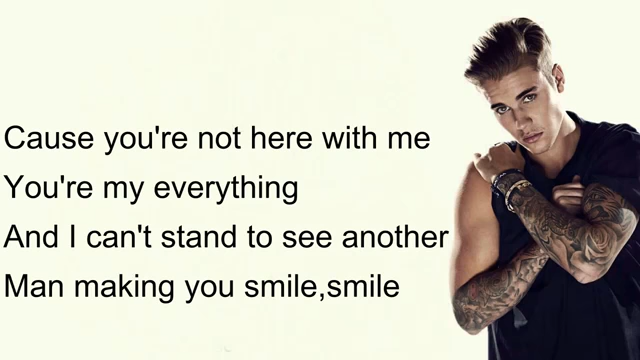 Cause you're not here with me
You're my everything
And I can't stand to see another
Man making you smile,smile